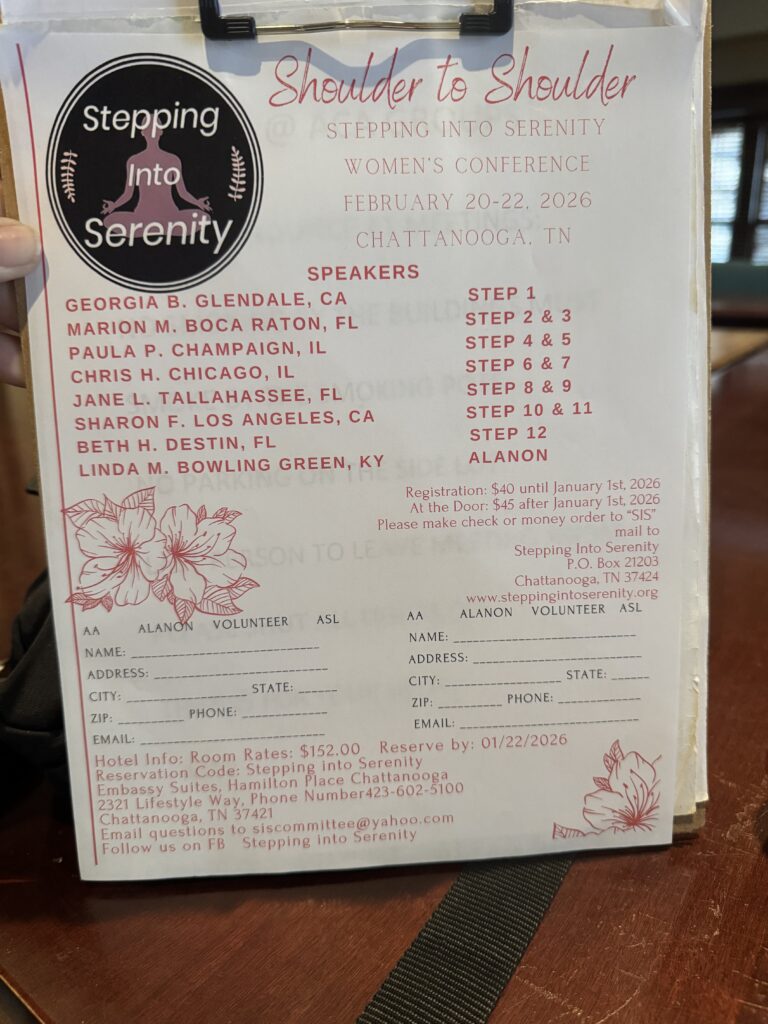 Stepping
Into
Serenity
Shoulder to Shoulder
STEPPING INTO SERENITY
WOMEN'S CONFERENCE
FEBRUARY 20-22, 2026
CHATTANOOGA, TN
SPEAKERS
GEORGIA B. GLENDALE, CA STEP 1
MARION M. BOCA RATON, FL STEP 2 & 3
PAULA P. CHAMPAIGN, IL STEP 4 & 5
CHRIS H. CHICAGO, IL STEP 6 & 7
JANE L. TALLAHASSEE, FL STEP 8 & 9
SHARON F. LOS ANGELES, CA STEP 10 & 11
BETH H. DESTIN, FL STEP 12
LINDA M. BOWLING GREEN, KY ALANON
Registration: $40 until January 1st, 2026
At the Door: $45 after January 1st, 2026
Please make check or money order to "SIS"
mail to
Stepping Into Serenity
P.O. Box 21203
Chattanooga, TN 37424
www.steppingintoserenity.org
AA ALANON VOLUNTEER ASL
NAME:
ADDRESS:
CITY: STATE:
ZIP: PHONE:
EMAIL:
AA ALANON VOLUNTEER ASL
NAME:
ADDRESS:
CITY: STATE:
ZIP: PHONE:
EMAIL:
Hotel Info: Room Rates: $152.00 Reserve by: 01/22/2026
Reservation Code: Stepping into Serenity
Embassy Suites, Hamilton Place Chattanooga
2321 Lifestyle Way, Phone Number423-602-5100
Chattanooga, TN 37421
Email questions to siscommittee@yahoo.com
Follow us on FB Stepping into Serenity